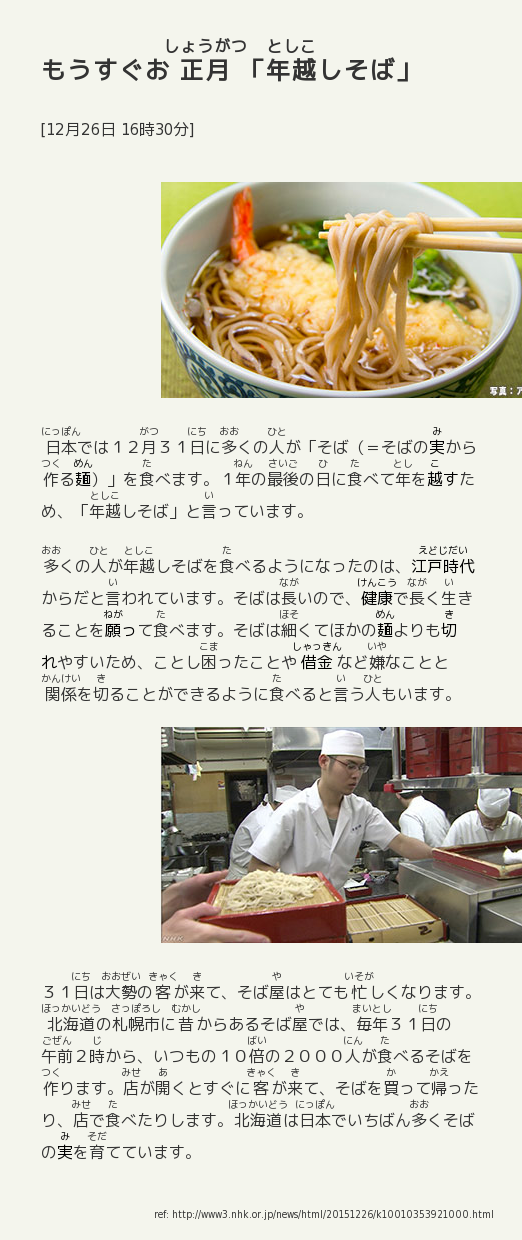 もうすぐお正月「年越しそば」
[12月26日 16時30分]
写真：ア
日本では１２月３１日に多くの人が「そば（＝そばの実から
作る麺）」を食べます。１年の最後の日に食べて年を越すた
め、「年越しそば」と言っています。
多くの人が年越しそばを食べるようになったのは、江戸時代
からだと言われています。そばは長いので、健康で長く生き
ることを願って食べます。そばは細くてほかの麺よりも切
れやすいため、ことし困ったことや借金など嫌なことと
関係を切ることができるように食べると言う人もいます。
NHK
３１日は大勢の客が来て、そば屋はとても忙しくなります。
北海道の札幌市に昔からあるそば屋では、毎年３１日の
午前２時から、いつもの１０倍の２０００人が食べるそばを
作ります。店が開くとすぐに客が来て、そばを買って帰った
り、店で食べたりします。北海道は日本でいちばん多くそば
の実を育てています。
ref: http://www3.nhk.or.jp/news/html/20151226/k10010353921000.html